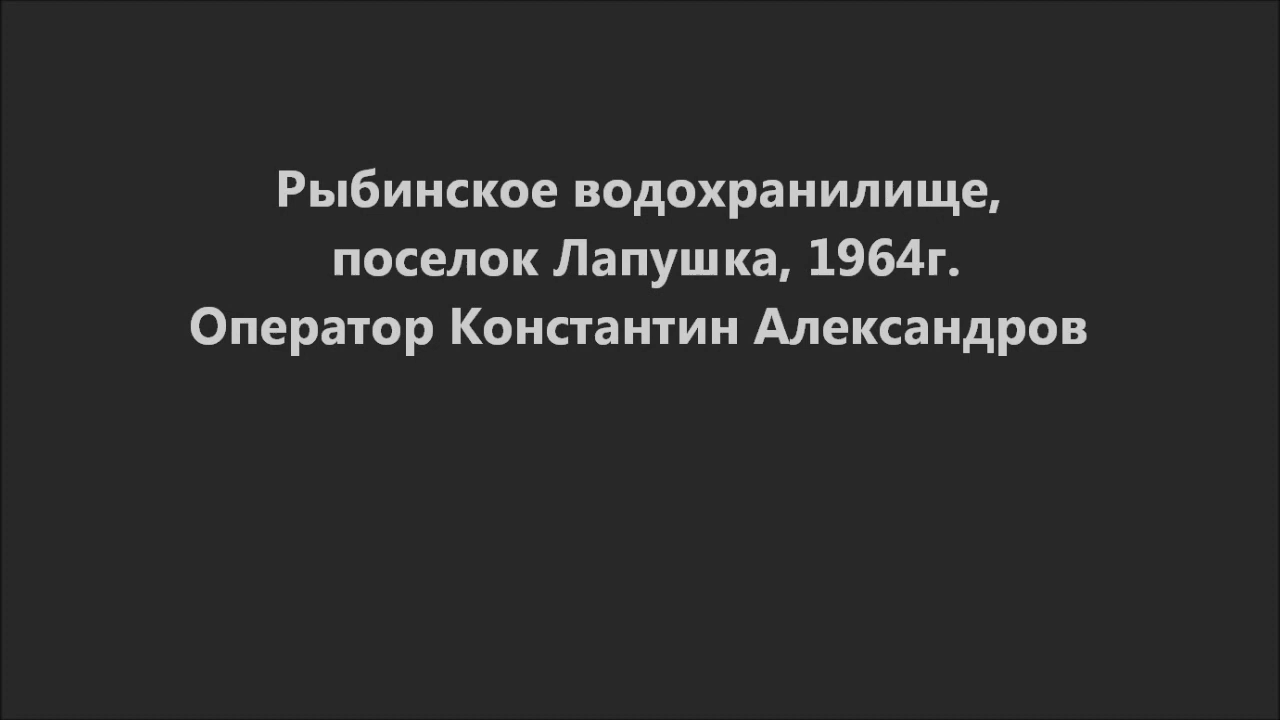 Рыбинское водохранилище,
поселок Лапушка, 1964г.
Оператор Константин Александров